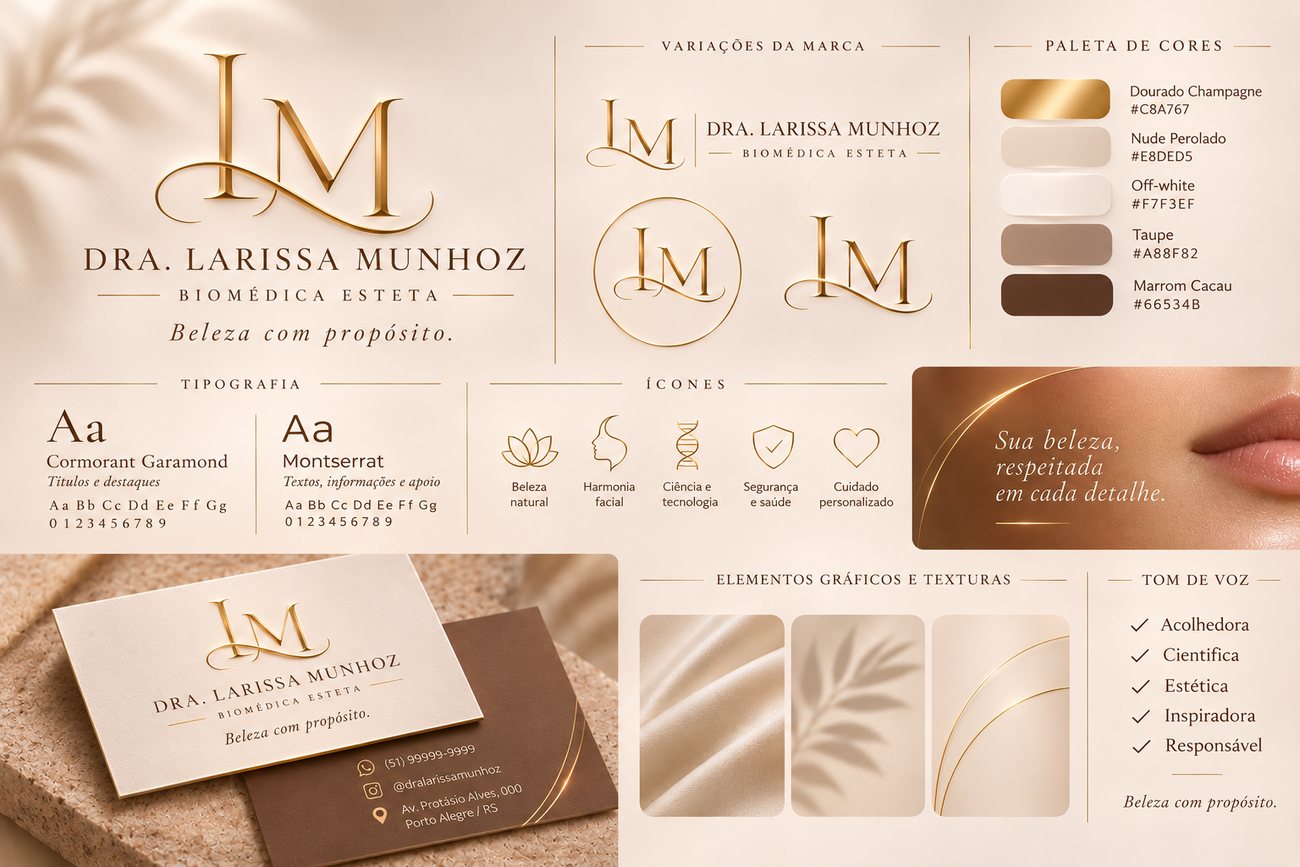 LM
DRA. LARISSA MUNHOZ
BIOMÉDICA ESTETA
Beleza com propósito.
VARIAÇÕES DA MARCA
LM
DRA. LARISSA MUNHOZ
BIOMÉDICA ESTETA
LM
LM
PALETA DE CORES
Dourado Champagne
#C8A767
Nude Perolado
#E8DED5
Off-white
#F7F3EF
Taupe
#A88F82
Marrom Cacau
#66534B
TIPOGRAFIA
Aa
Cormorant Garamond
Títulos e destaques
Aa Bb Cc Dd Ee Ff Gg
0 1 2 3 4 5 6 7 8 9
Aa
Montserrat
Textos, informações e apoio
Aa Bb Cc Dd Ee Ff Gg
0 1 2 3 4 5 6 7 8 9
ÍCONES
Beleza
natural
Harmonia
facial
Ciência e
tecnologia
Segurança
e saúde
Cuidado
personalizado
Sua beleza,
respeitada
em cada detalhe.
LM
DRA. LARISSA MUNHOZ
BIOMÉDICA ESTETA
Beleza com propósito.
(51) 99999-9999
@dralarissamunhoz
Av. Protásio Alves, 000
Porto Alegre / RS
ELEMENTOS GRÁFICOS E TEXTURAS
TOM DE VOZ
Acolhedora
Cientifica
Estética
Inspiradora
Responsável
Beleza com propósito.